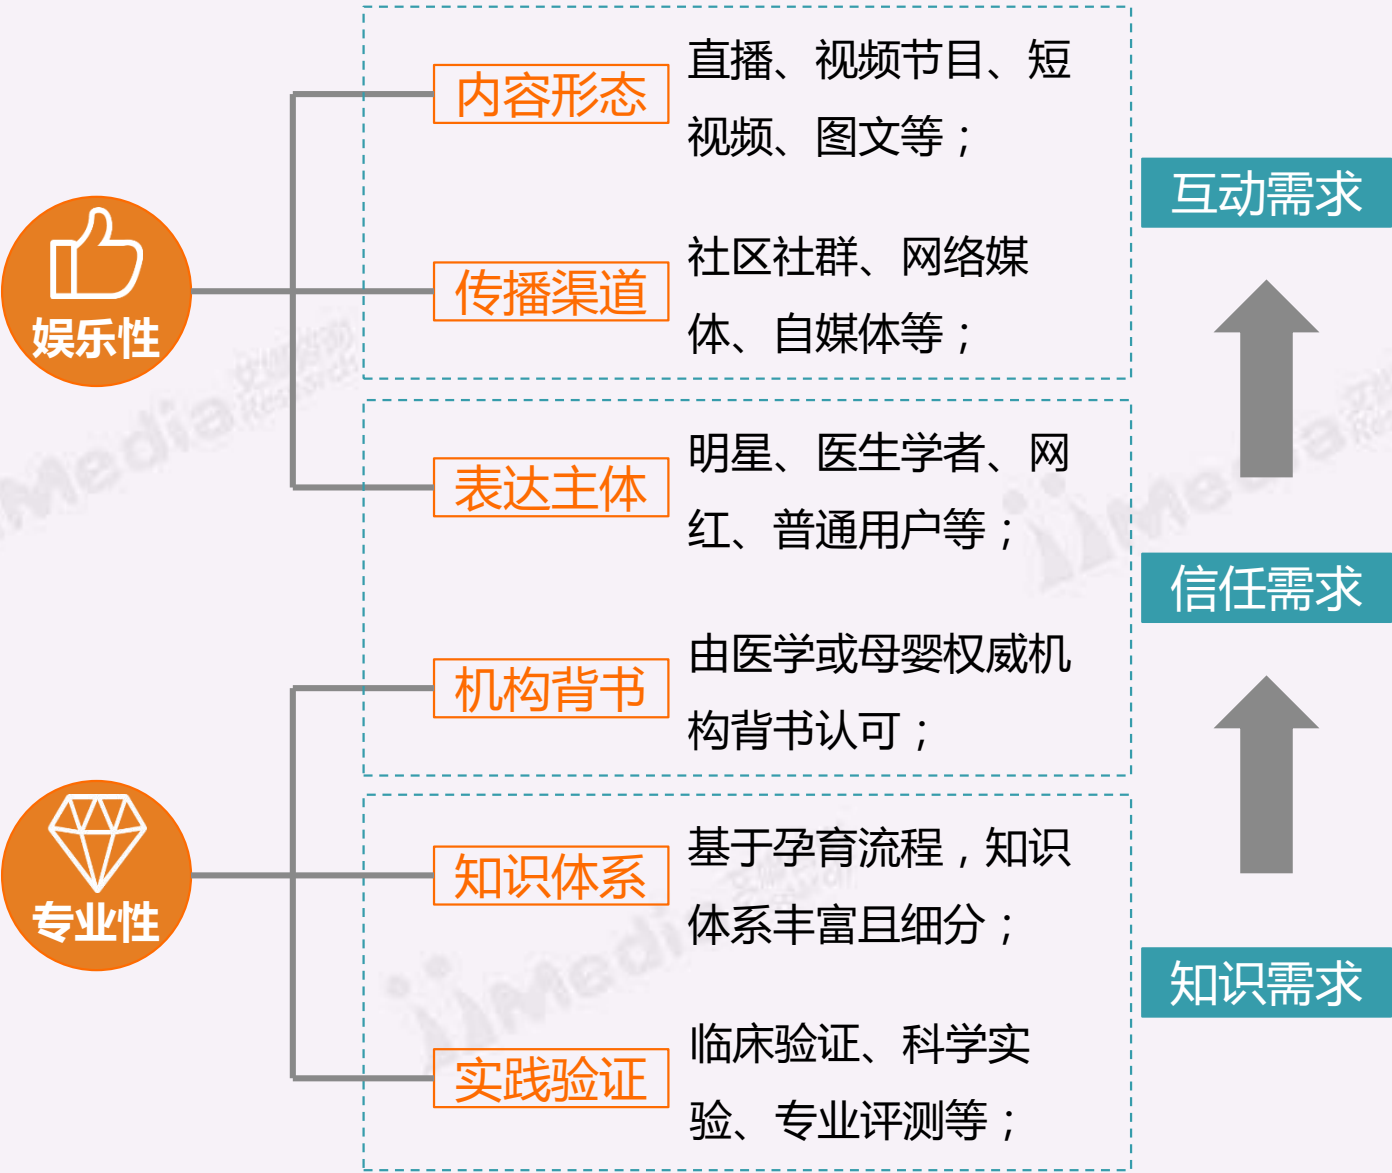 内容形态
直播、视频节目、短
视频、图文等；
传播渠道
社区社群、网络媒
体、自媒体等；
互动需求
娱乐性
表达主体
明星、医生学者、网
红、普通用户等；
信任需求
机构背书
由医学或母婴权威机
构背书认可；
专业性
知识体系
基于孕育流程，知识
体系丰富且细分；
知识需求
实践验证
临床验证、科学实
验、专业评测等；
iiMedia Research
艾媒咨询